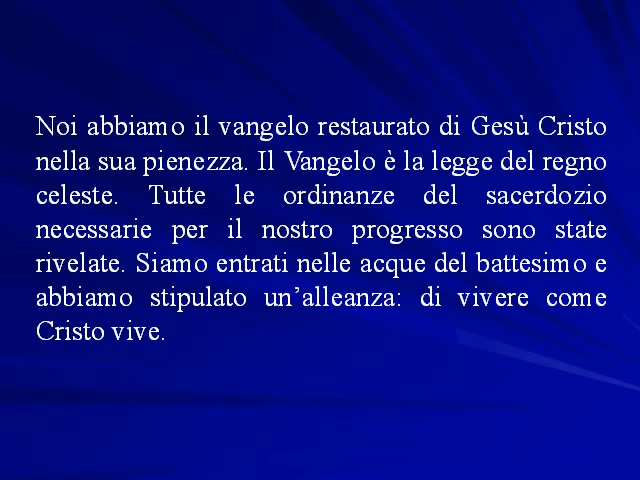 Noi abbiamo il vangelo restaurato di Gesù Cristo
nella sua pienezza. Il Vangelo è la legge del regno
celeste. Tutte le ordinanze del sacerdozio
necessarie per il nostro progresso sono state
rivelate. Siamo entrati nelle acque del battesimo e
abbiamo stipulato un’alleanza: di vivere come
Cristo vive.